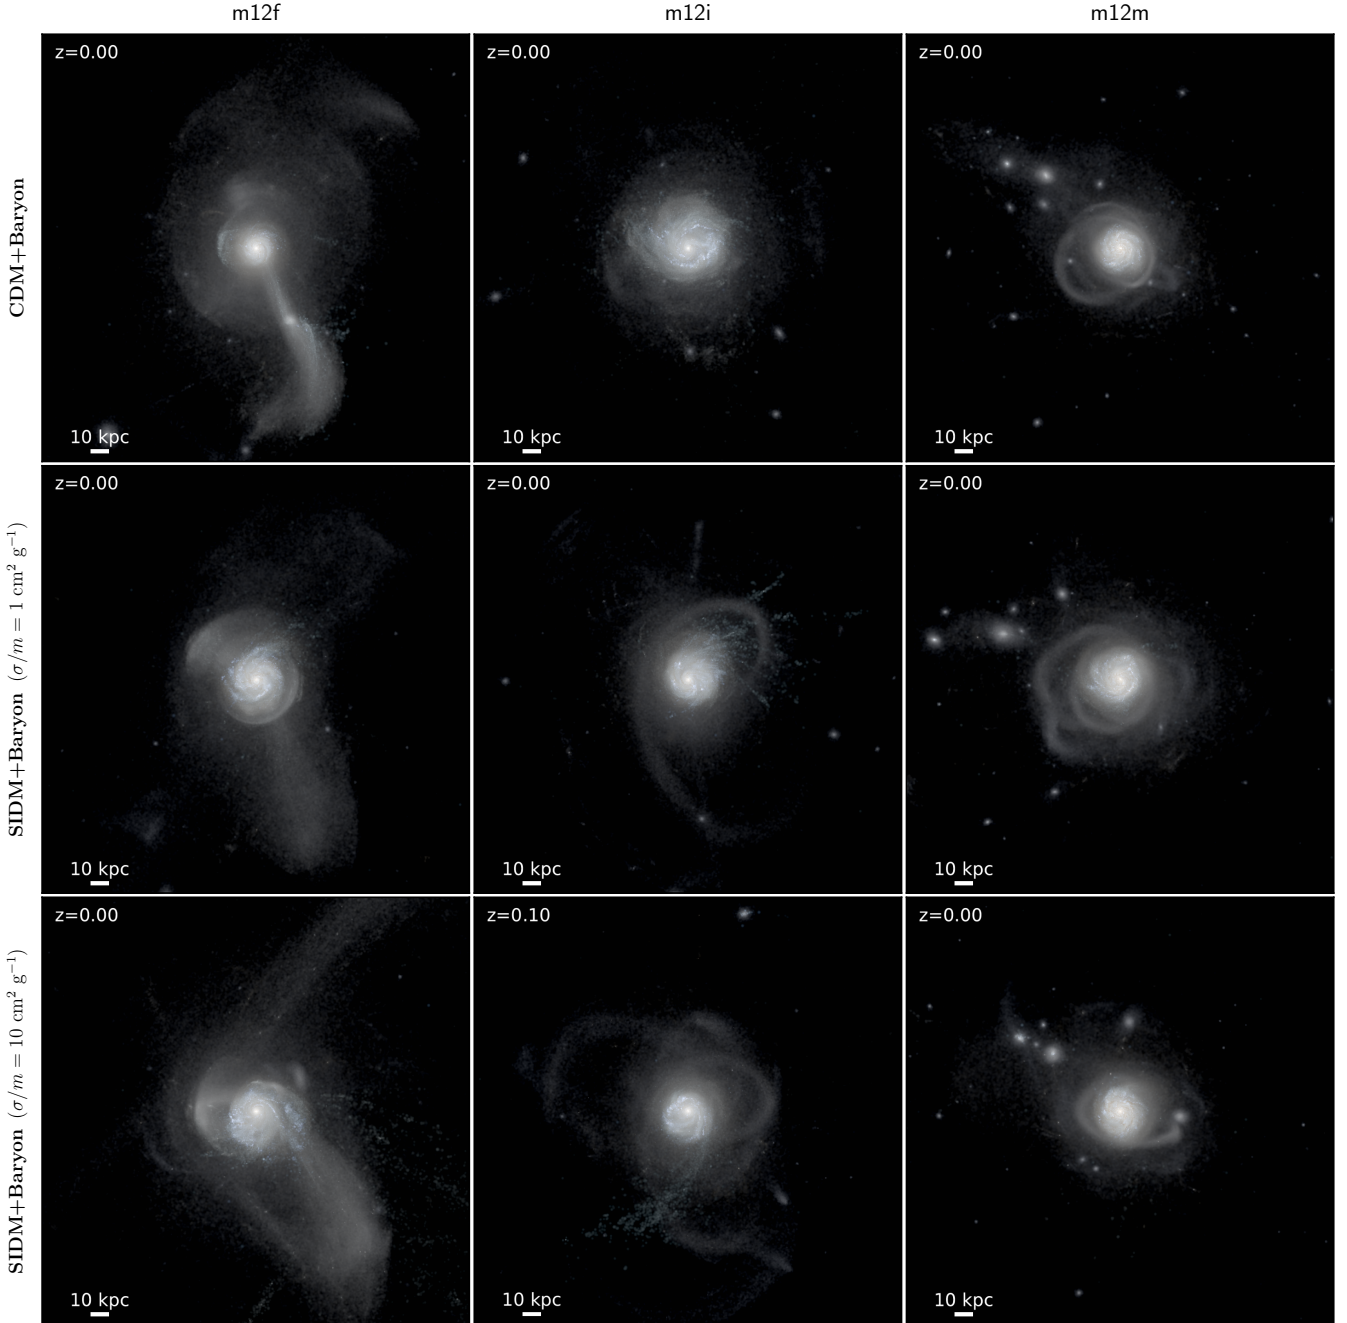 m12f m12i m12m
CDM+Baryon
z=0.00
10 kpc
z=0.00
10 kpc
z=0.00
10 kpc
SIDM+Baryon (σ/m = 1 cm² g⁻¹)
z=0.00
10 kpc
z=0.00
10 kpc
z=0.00
10 kpc
SIDM+Baryon (σ/m = 10 cm² g⁻¹)
z=0.00
10 kpc
z=0.10
10 kpc
z=0.00
10 kpc